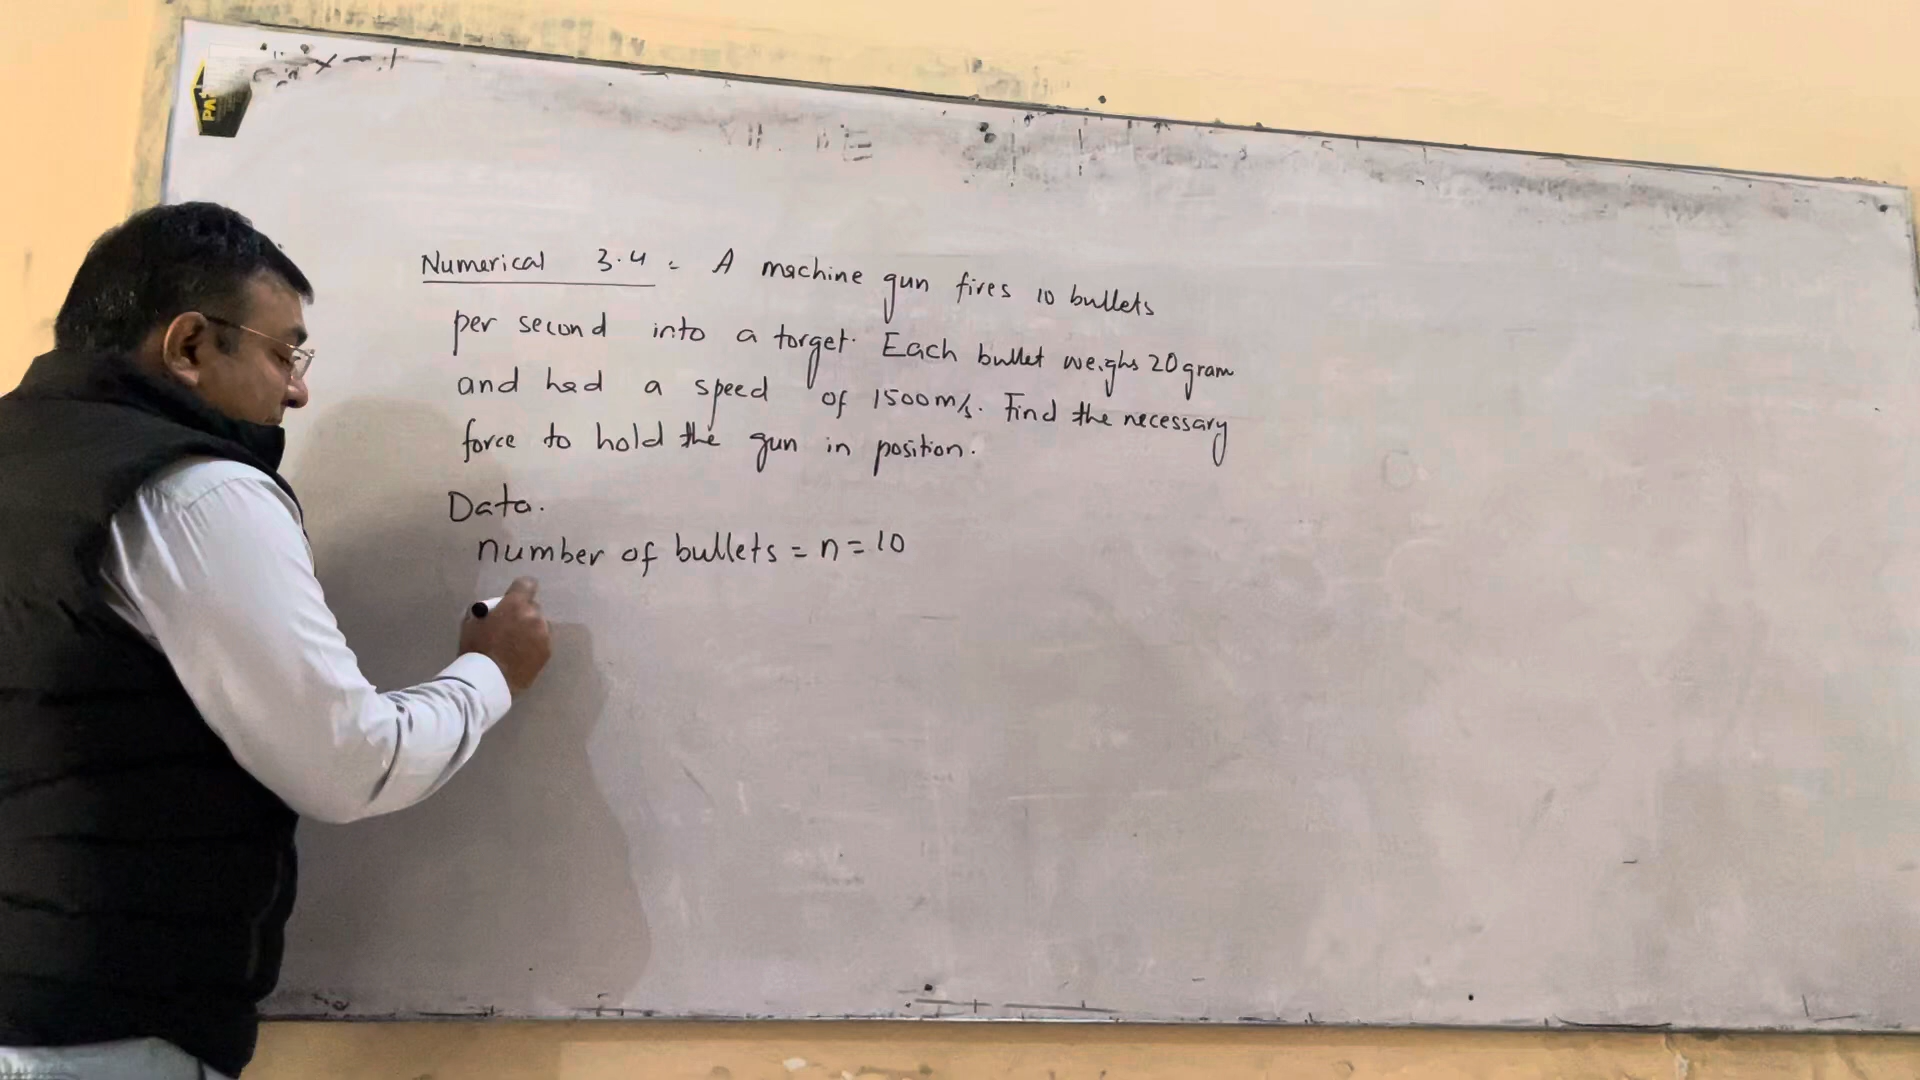 Numerical 3.4 : A machine gun fires 10 bullets
per second into a target. Each bullet weighs 20 gram
and had a speed of 1500 m/s. Find the necessary
force to hold the gun in position.
Data.
number of bullets = n = 10